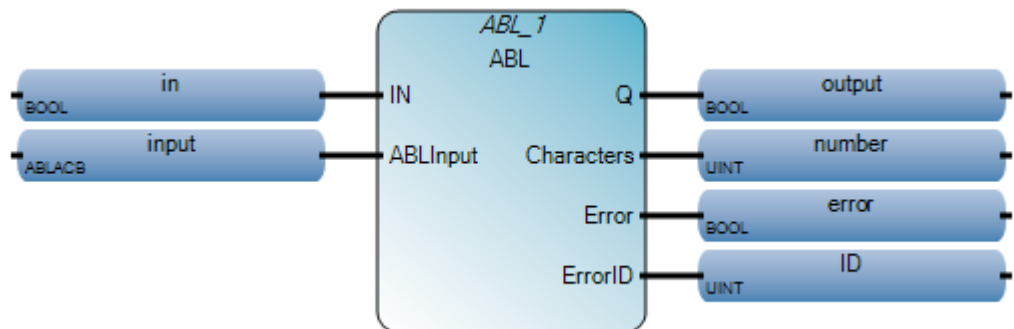 ABL_1
ABL
in
BOOL
IN
Q
output
BOOL
input
ABLACB
ABLInput
Characters
number
UINT
Error
error
BOOL
ErrorID
ID
UINT